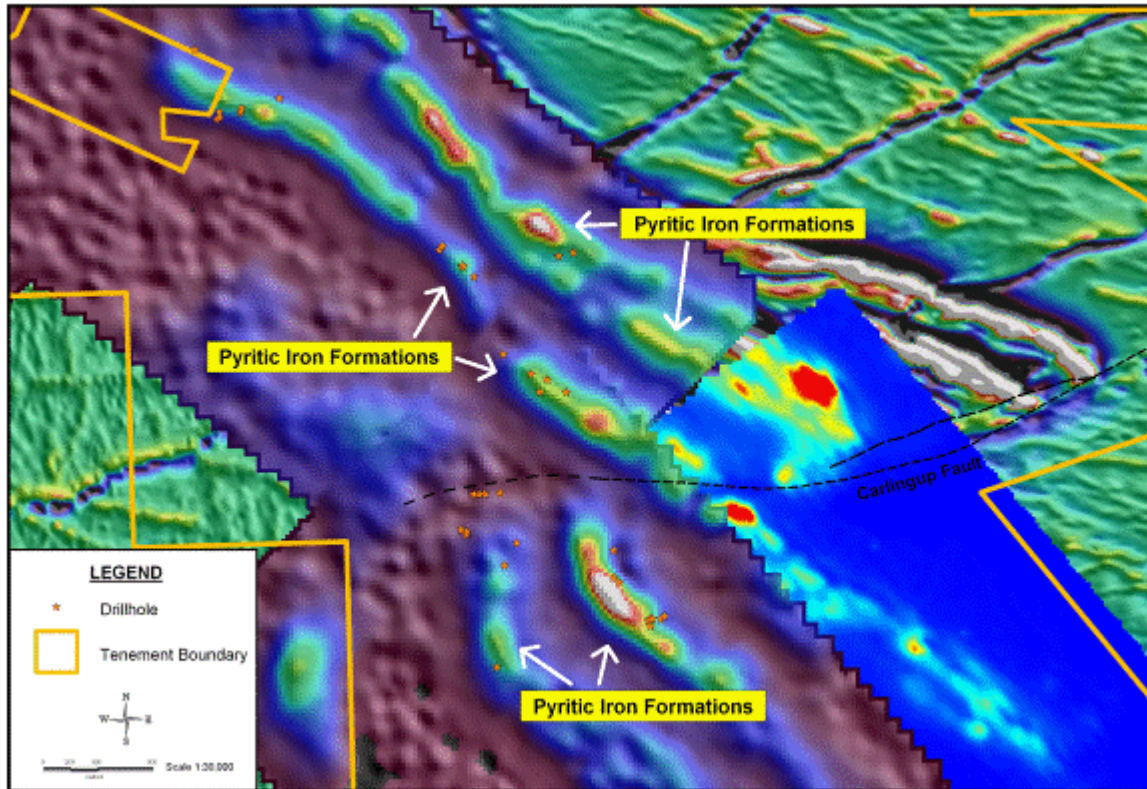 Pyritic Iron Formations
Pyritic Iron Formations
Carlingup Fault
Pyritic Iron Formations
LEGEND
Drillhole
Tenement Boundary
N
W E
S
Scale 1:30,000